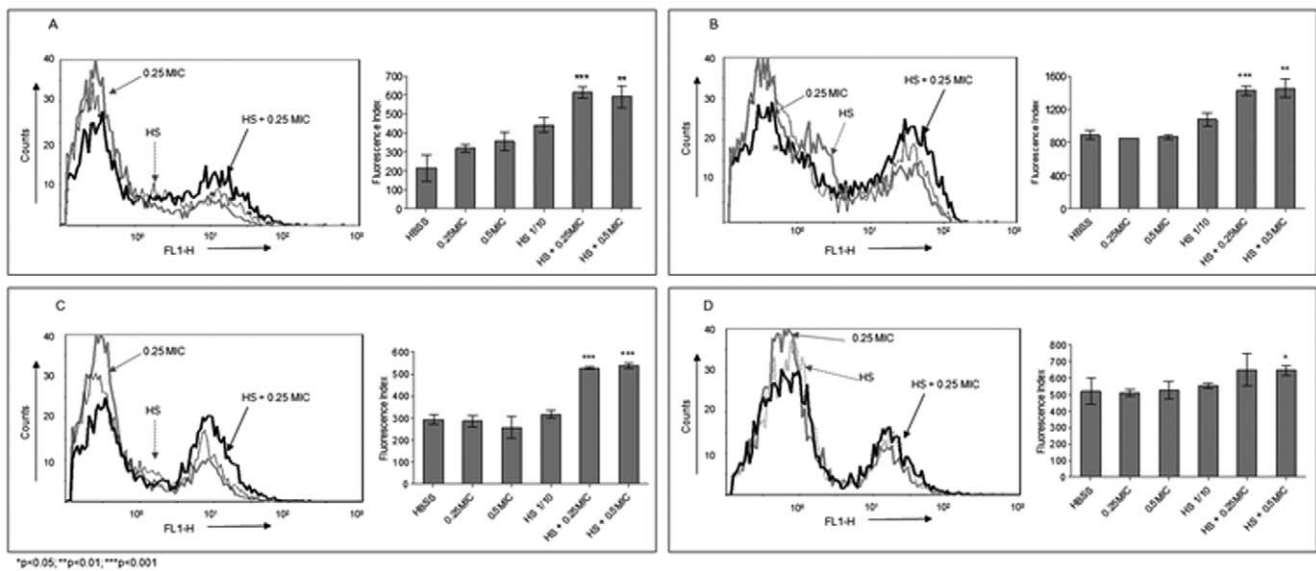 A
40
30
20
10
Counts
0.25 MIC
HS
HS + 0.25 MIC
10⁰
10¹
10²
10³
FL1-H
700
600
500
400
300
200
100
0
Fluorescence Index
***
**
HBSS
0.25MIC
0.5MIC
HS 1/10
HS + 0.25MIC
HS + 0.5MIC
B
40
30
20
10
Counts
0.25 MIC
HS
HS + 0.25 MIC
10⁰
10¹
10²
10³
FL1-H
1600
1200
800
400
0
Fluorescence Index
***
**
HBSS
0.25MIC
0.5MIC
HS 1/10
HS + 0.25MIC
HS + 0.5MIC
C
40
30
20
10
Counts
0.25 MIC
HS
HS + 0.25 MIC
10⁰
10¹
10²
10³
FL1-H
600
500
400
300
200
100
0
Fluorescence Index
***
***
HBSS
0.25MIC
0.5MIC
HS 1/10
HS + 0.25MIC
HS + 0.5MIC
D
40
30
20
10
Counts
0.25 MIC
HS
HS + 0.25 MIC
10⁰
10¹
10²
10³
FL1-H
900
800
700
600
500
400
300
200
100
0
Fluorescence Index
*
HBSS
0.25MIC
0.5MIC
HS 1/10
HS + 0.25MIC
HS + 0.5MIC
*p<0.05; **p<0.01; ***p<0.001